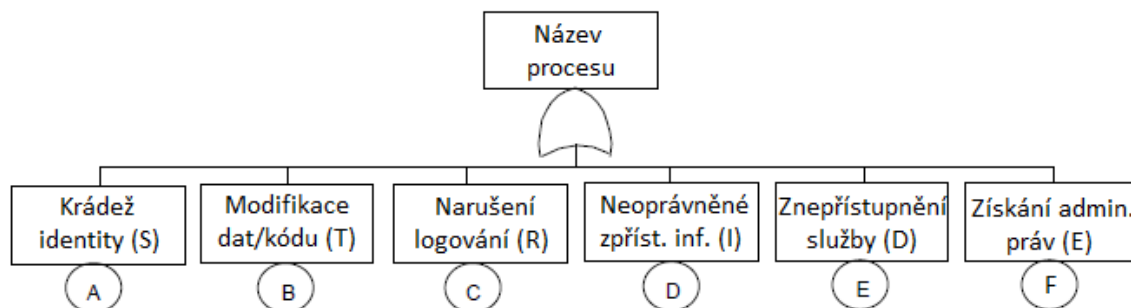 Název
procesu
Krádež
identity (S)
Modifikace
dat/kódu (T)
Narušení
logování (R)
Neoprávněné
zpříst. inf. (I)
Znepřístupnění
služby (D)
Získání admin.
práv (E)
A
B
C
D
E
F